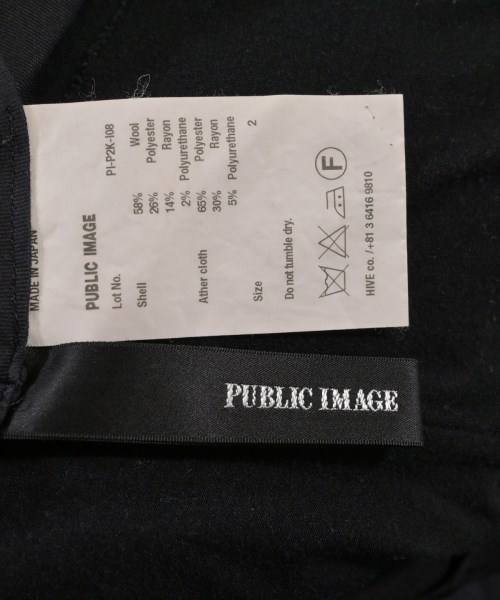 MADE IN JAPAN
PUBLIC IMAGE
Lot No. PI-P2K-I08
Shell 58% Wool
26% Polyester
14% Rayon
2% Polyurethane
Ather cloth 65% Polyester
30% Rayon
5% Polyurethane
Size 2
Do not tumble dry.
F
HIVE co. / +81 3 6416 9810
PUBLIC IMAGE